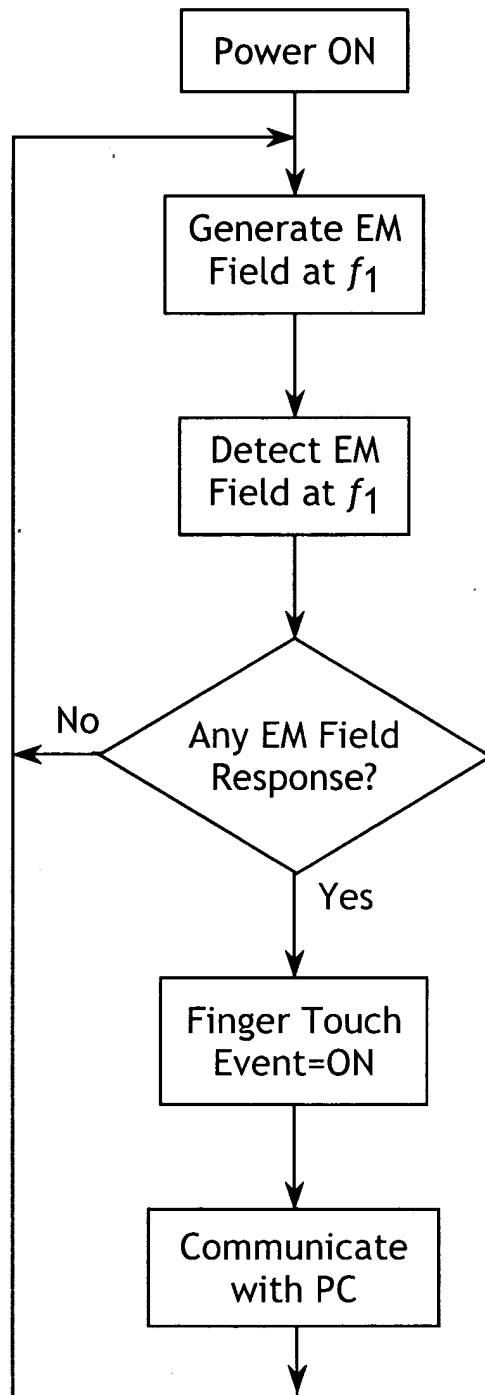 Power ON
Generate EM
Field at f1
Detect EM
Field at f1
Any EM Field
Response?
No
Yes
Finger Touch
Event=ON
Communicate
with PC